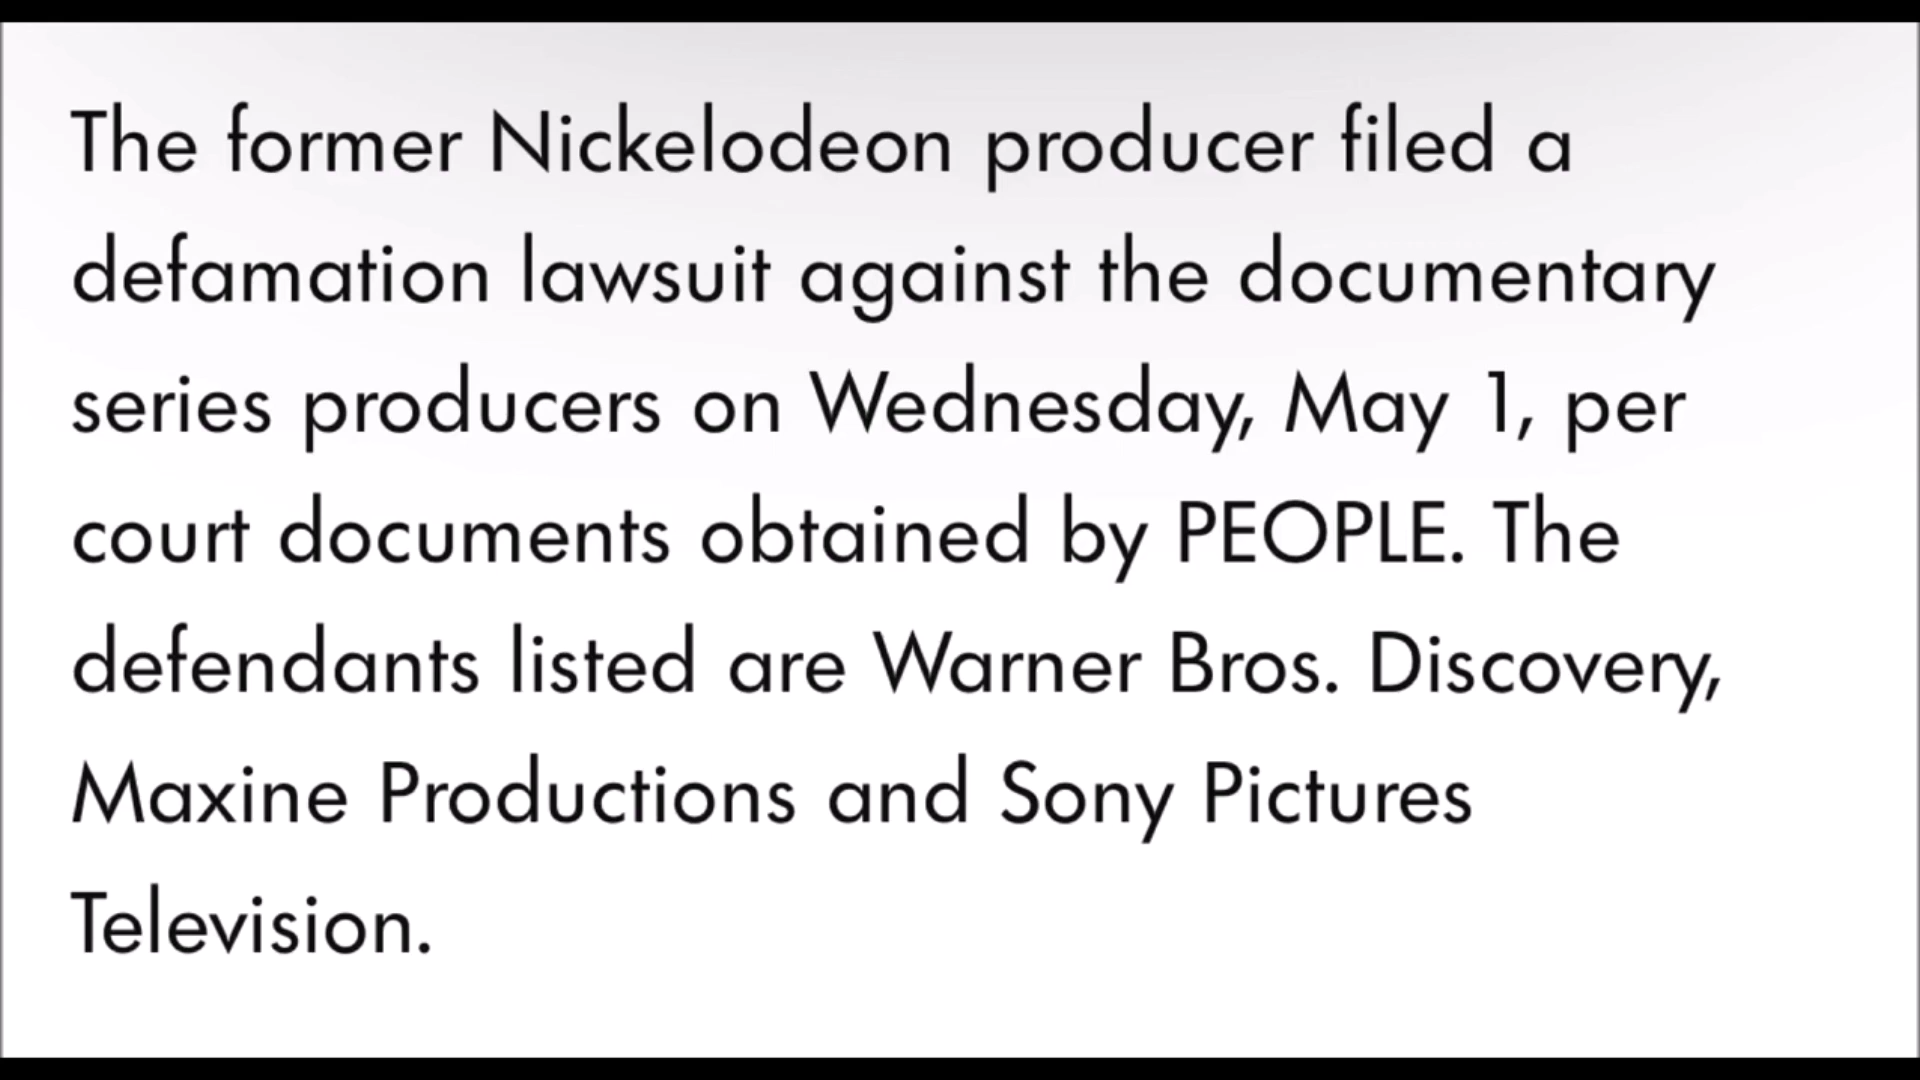 The former Nickelodeon producer filed a
defamation lawsuit against the documentary
series producers on Wednesday, May 1, per
court documents obtained by PEOPLE. The
defendants listed are Warner Bros. Discovery,
Maxine Productions and Sony Pictures
Television.